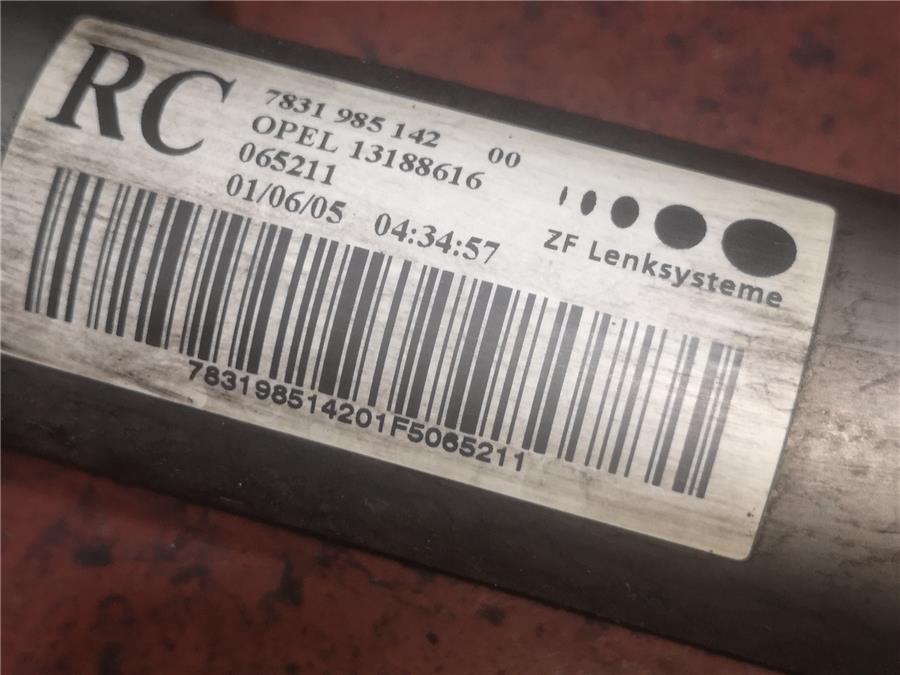 RC
7831 985 142 00
OPEL 13188616
065211
01/06/05 04:34:57
ZF Lenksysteme
783198514201F5065211